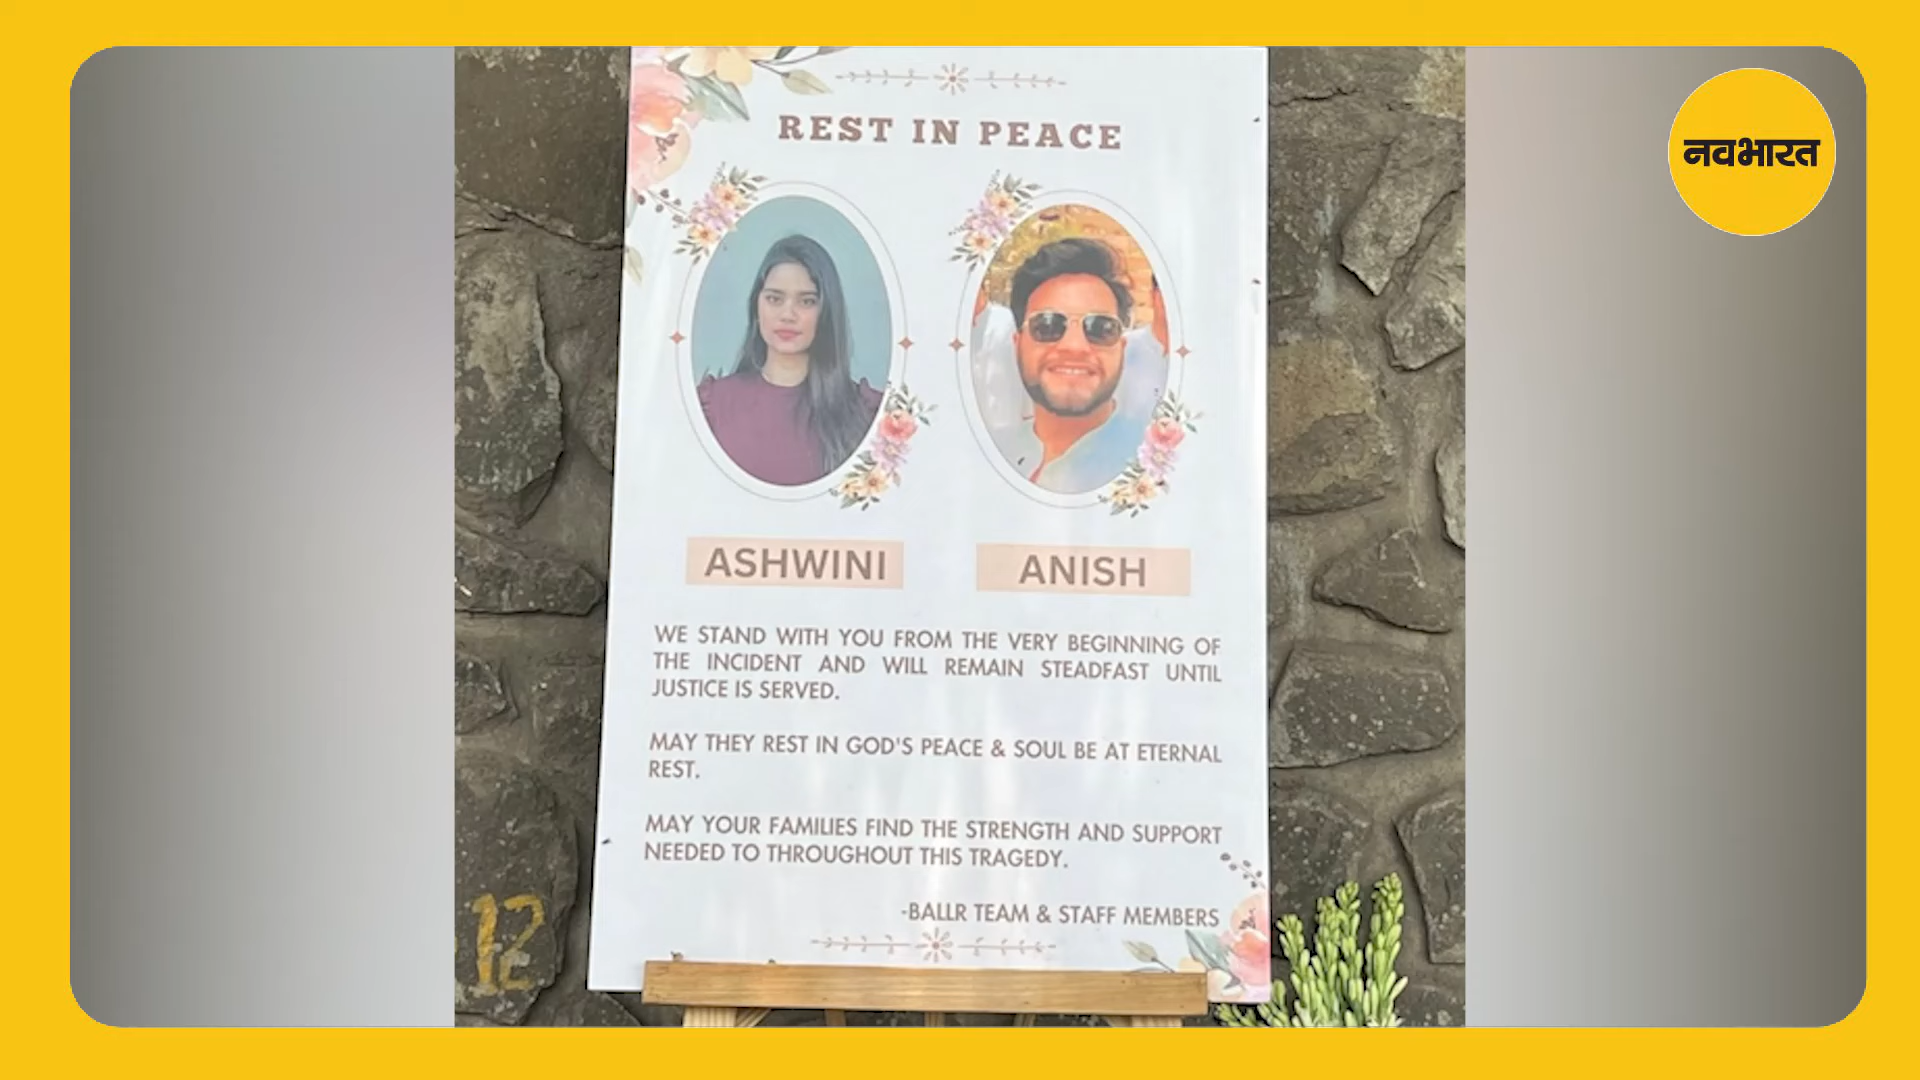 नवभारत
REST IN PEACE
ASHWINI
ANISH
WE STAND WITH YOU FROM THE VERY BEGINNING OF
THE INCIDENT AND WILL REMAIN STEADFAST UNTIL
JUSTICE IS SERVED.
MAY THEY REST IN GOD'S PEACE & SOUL BE AT ETERNAL
REST.
MAY YOUR FAMILIES FIND THE STRENGTH AND SUPPORT
NEEDED TO THROUGHOUT THIS TRAGEDY.
-BALLR TEAM & STAFF MEMBERS
12